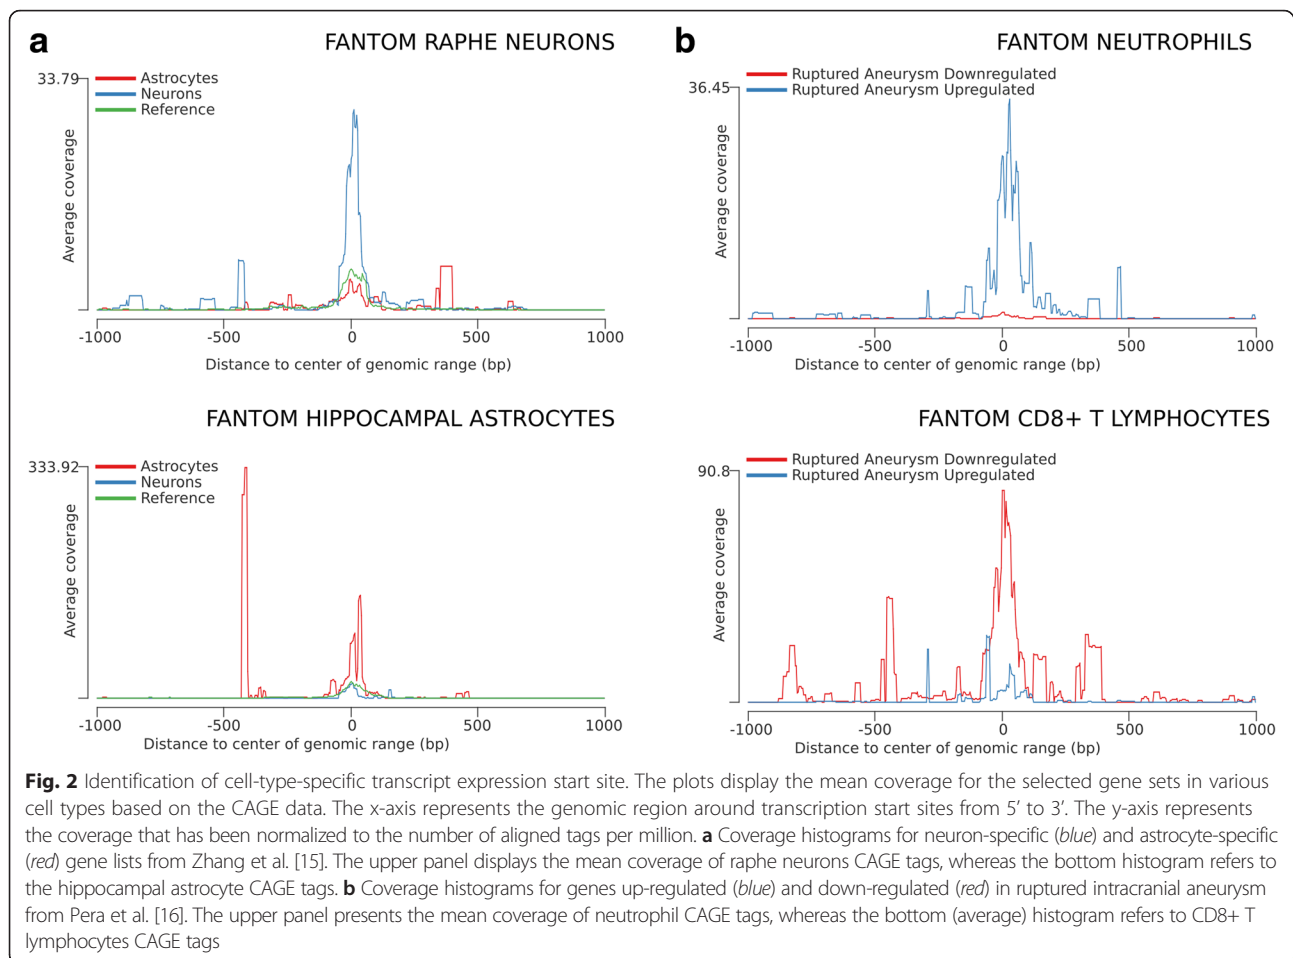 a
FANTOM RAPHE NEURONS
33.79
Astrocytes
Neurons
Reference
Average coverage
-1000 -500 0 500 1000
Distance to center of genomic range (bp)
FANTOM HIPPOCAMPAL ASTROCYTES
333.92
Astrocytes
Neurons
Reference
Average coverage
-1000 -500 0 500 1000
Distance to center of genomic range (bp)
b
FANTOM NEUTROPHILS
36.45
Ruptured Aneurysm Downregulated
Ruptured Aneurysm Upregulated
Average coverage
-1000 -500 0 500 1000
Distance to center of genomic range (bp)
FANTOM CD8+ T LYMPHOCYTES
90.8
Ruptured Aneurysm Downregulated
Ruptured Aneurysm Upregulated
Average coverage
-1000 -500 0 500 1000
Distance to center of genomic range (bp)
Fig. 2 Identification of cell-type-specific transcript expression start site. The plots display the mean coverage for the selected gene sets in various
cell types based on the CAGE data. The x-axis represents the genomic region around transcription start sites from 5′ to 3′. The y-axis represents
the coverage that has been normalized to the number of aligned tags per million. a Coverage histograms for neuron-specific (blue) and astrocyte-specific
(red) gene lists from Zhang et al. [15]. The upper panel displays the mean coverage of raphe neurons CAGE tags, whereas the bottom histogram refers to
the hippocampal astrocyte CAGE tags. b Coverage histograms for genes up-regulated (blue) and down-regulated (red) in ruptured intracranial aneurysm
from Pera et al. [16]. The upper panel presents the mean coverage of neutrophil CAGE tags, whereas the bottom (average) histogram refers to CD8+ T
lymphocytes CAGE tags